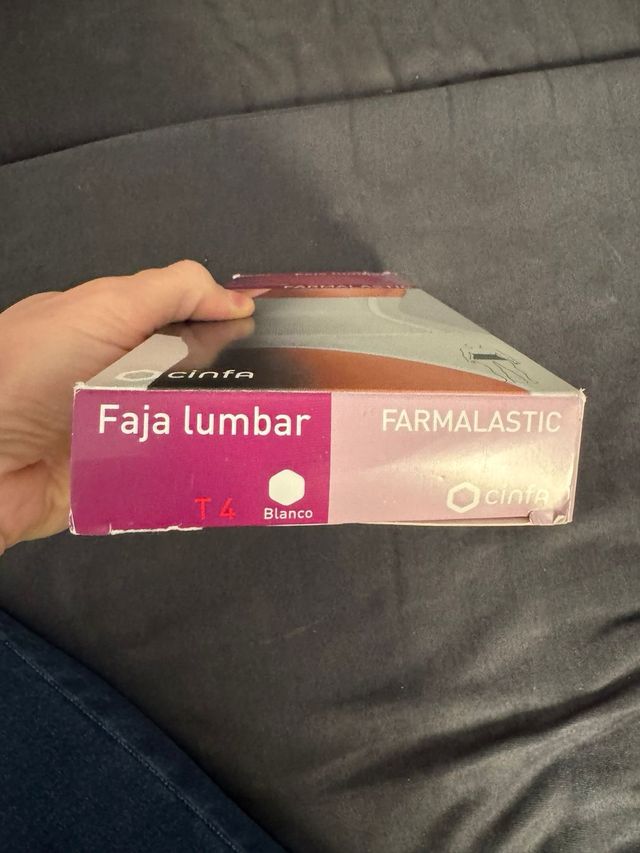 cinfa
Faja lumbar
FARMALASTIC
T 4
Blanco
cinfa